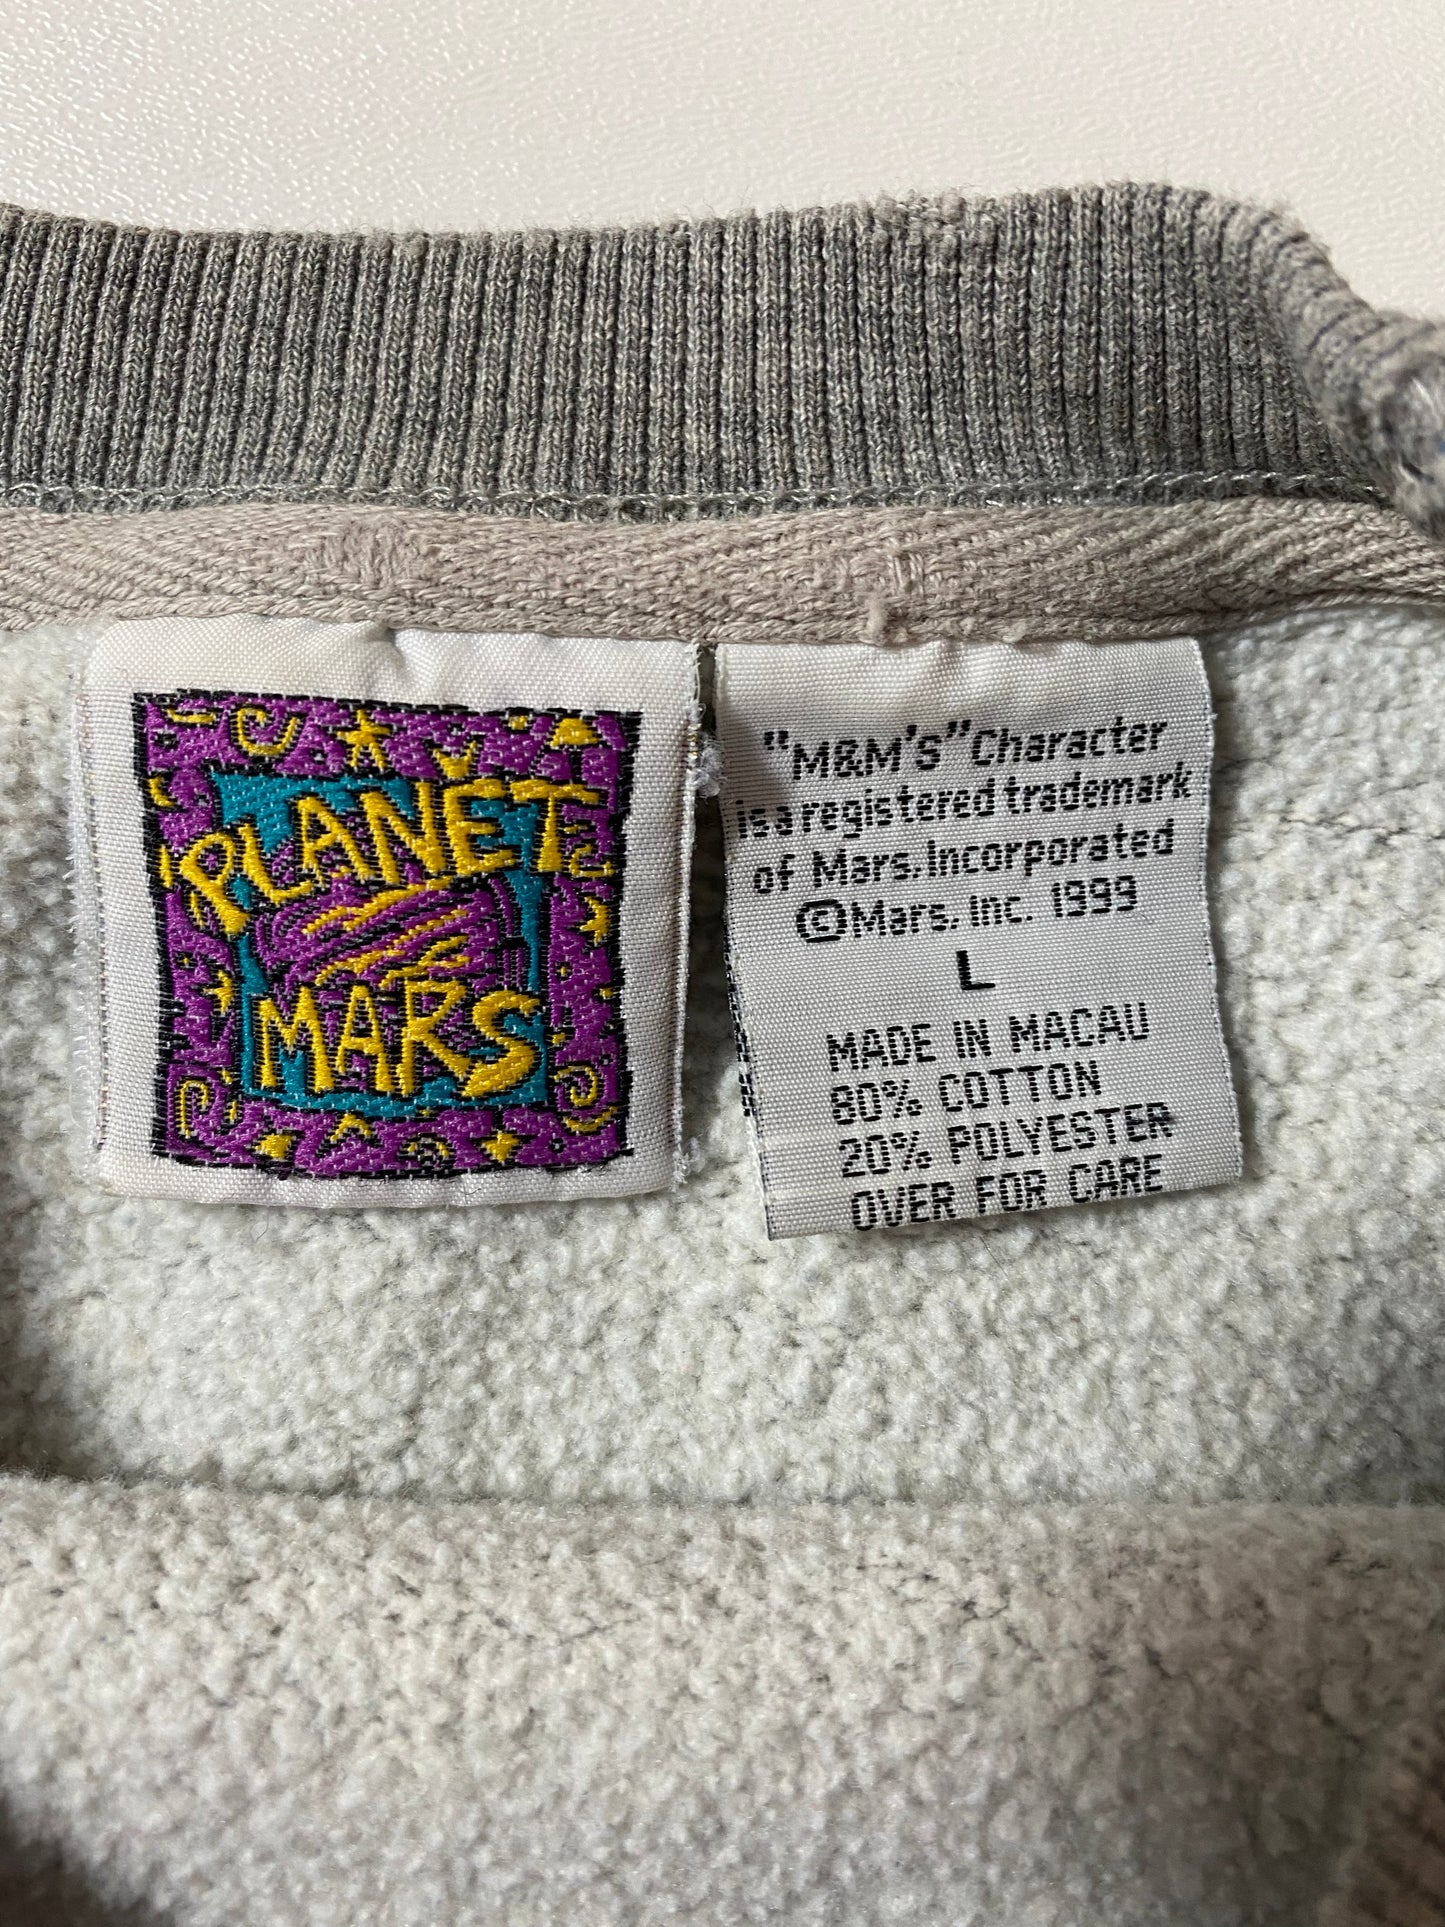 PLANET
MARS
"M&M'S" Character
is a registered trademark
of Mars, Incorporated
©Mars, Inc. 1999
L
MADE IN MACAU
80% COTTON
20% POLYESTER
OVER FOR CARE